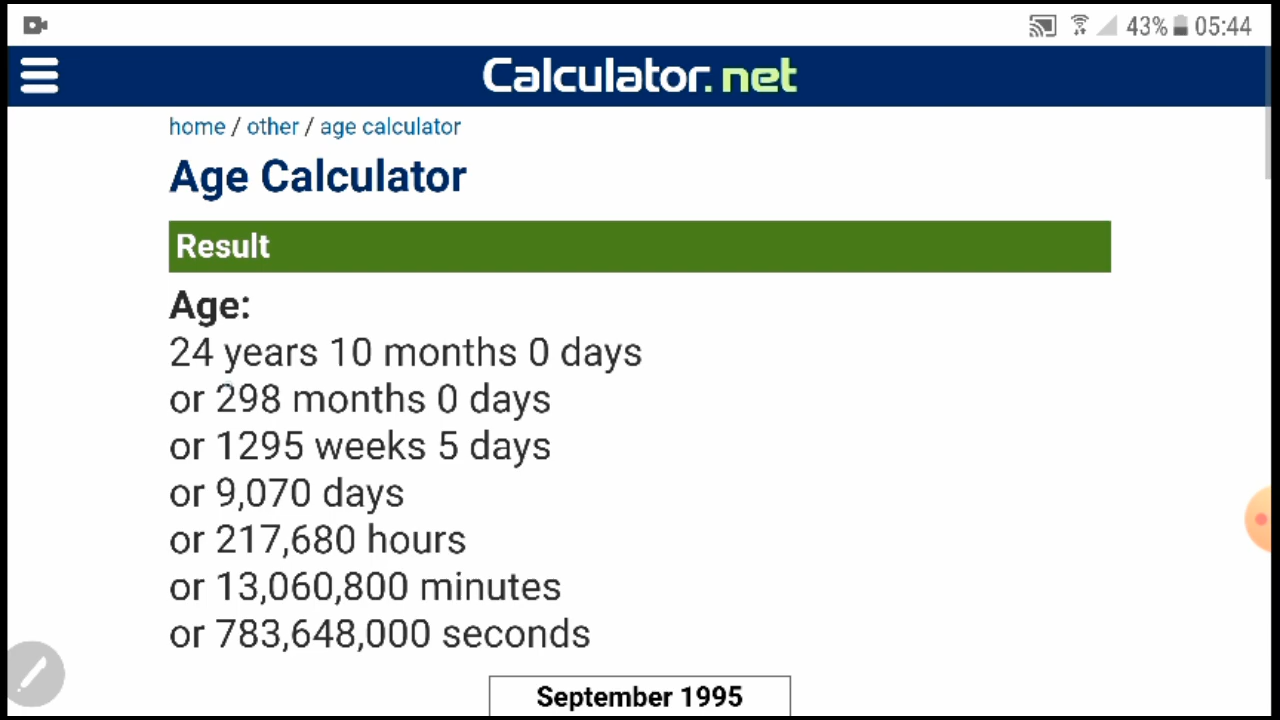 43% 05:44
Calculator.net
home / other / age calculator
Age Calculator
Result
Age:
24 years 10 months 0 days
or 298 months 0 days
or 1295 weeks 5 days
or 9,070 days
or 217,680 hours
or 13,060,800 minutes
or 783,648,000 seconds
September 1995